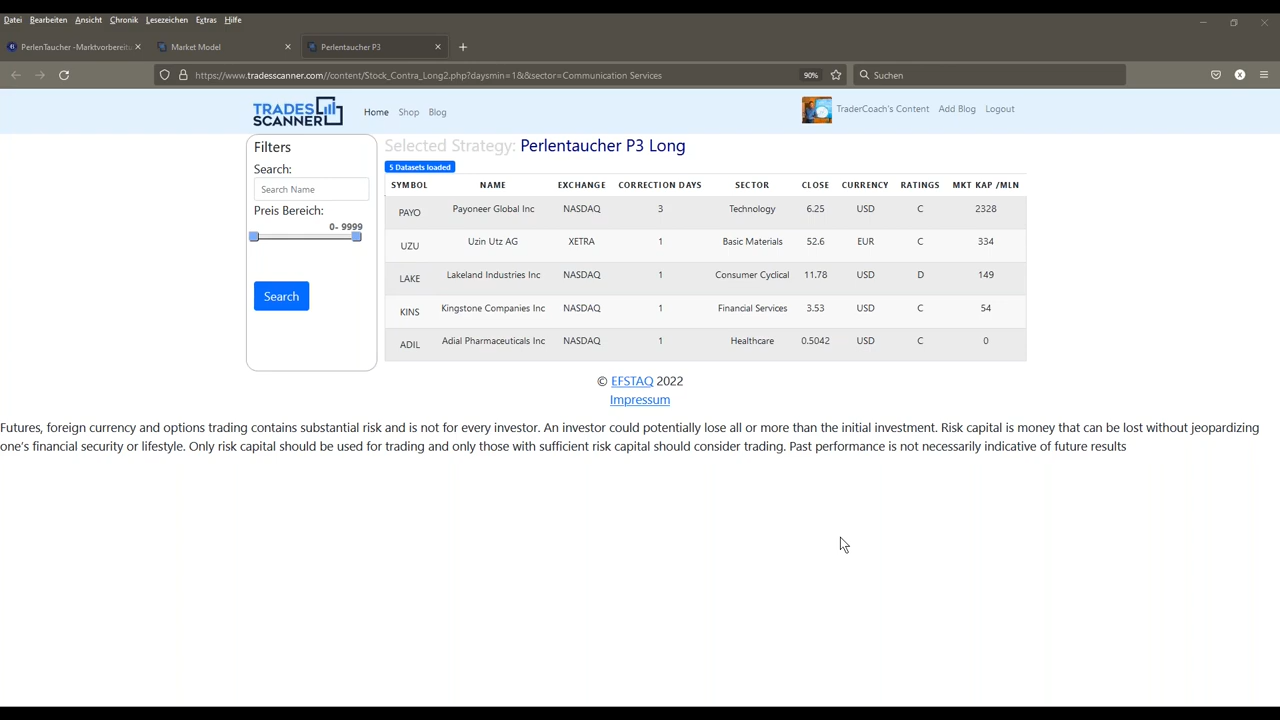 Datei Bearbeiten Ansicht Chronik Lesezeichen Extras Hilfe
PerlenTaucher -Marktvorbereitu Market Model Perlentaucher P3
https://www.tradesscanner.com//content/Stock_Contra_Long2.php?daysmin=1&&sector=Communication Services 90% Suchen
TRADES SCANNER Home Shop Blog TraderCoach's Content Add Blog Logout
Filters
Search:
Search Name
Preis Bereich:
0- 9999
Search
Selected Strategy: Perlentaucher P3 Long
5 Datasets loaded
SYMBOL NAME EXCHANGE CORRECTION DAYS SECTOR CLOSE CURRENCY RATINGS MKT KAP /MLN
PAYO Payoneer Global Inc NASDAQ 3 Technology 6.25 USD C 2328
UZU Uzin Utz AG XETRA 1 Basic Materials 52.6 EUR C 334
LAKE Lakeland Industries Inc NASDAQ 1 Consumer Cyclical 11.78 USD D 149
KINS Kingstone Companies Inc NASDAQ 1 Financial Services 3.53 USD C 54
ADIL Adial Pharmaceuticals Inc NASDAQ 1 Healthcare 0.5042 USD C 0
© EFSTAQ 2022
Impressum
Futures, foreign currency and options trading contains substantial risk and is not for every investor. An investor could potentially lose all or more than the initial investment. Risk capital is money that can be lost without jeopardizing
one’s financial security or lifestyle. Only risk capital should be used for trading and only those with sufficient risk capital should consider trading. Past performance is not necessarily indicative of future results